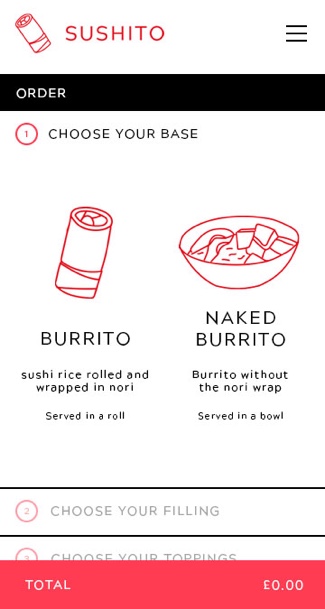 SUSHITO
ORDER
1 CHOOSE YOUR BASE
BURRITO
sushi rice rolled and
wrapped in nori
Served in a roll
NAKED
BURRITO
Burrito without
the nori wrap
Served in a bowl
2 CHOOSE YOUR FILLING
3 CHOOSE YOUR TOPPINGS
TOTAL £0.00